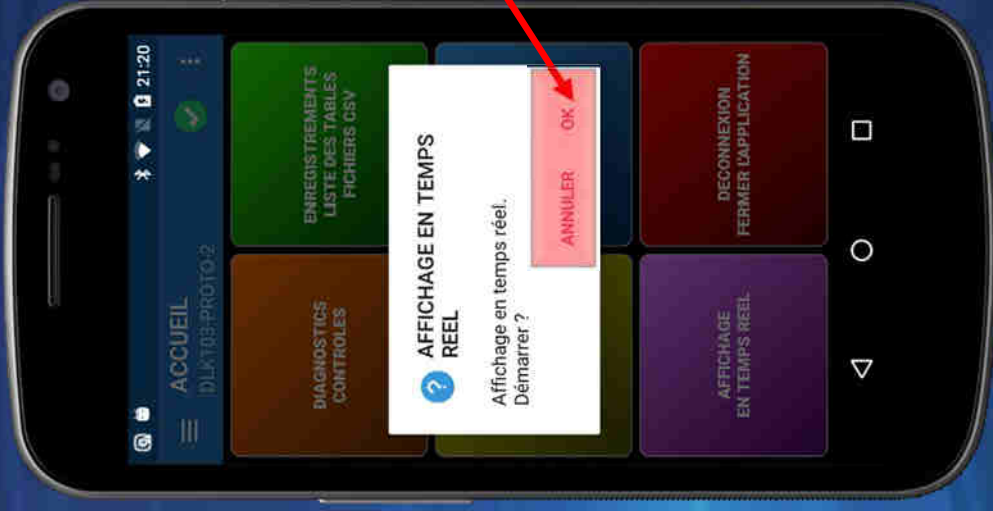 21:20
ACCUEIL
DLK103-PROTO-2
DIAGNOSTICS
CONTROLES
ENREGISTREMENTS
LISTE DES TABLES
FICHIERS CSV
AFFICHAGE EN TEMPS
REEL
Affichage en temps réel.
Démarrer ?
ANNULER OK
AFFICHAGE
EN TEMPS REEL
DECONNEXION
FERMER L'APPLICATION